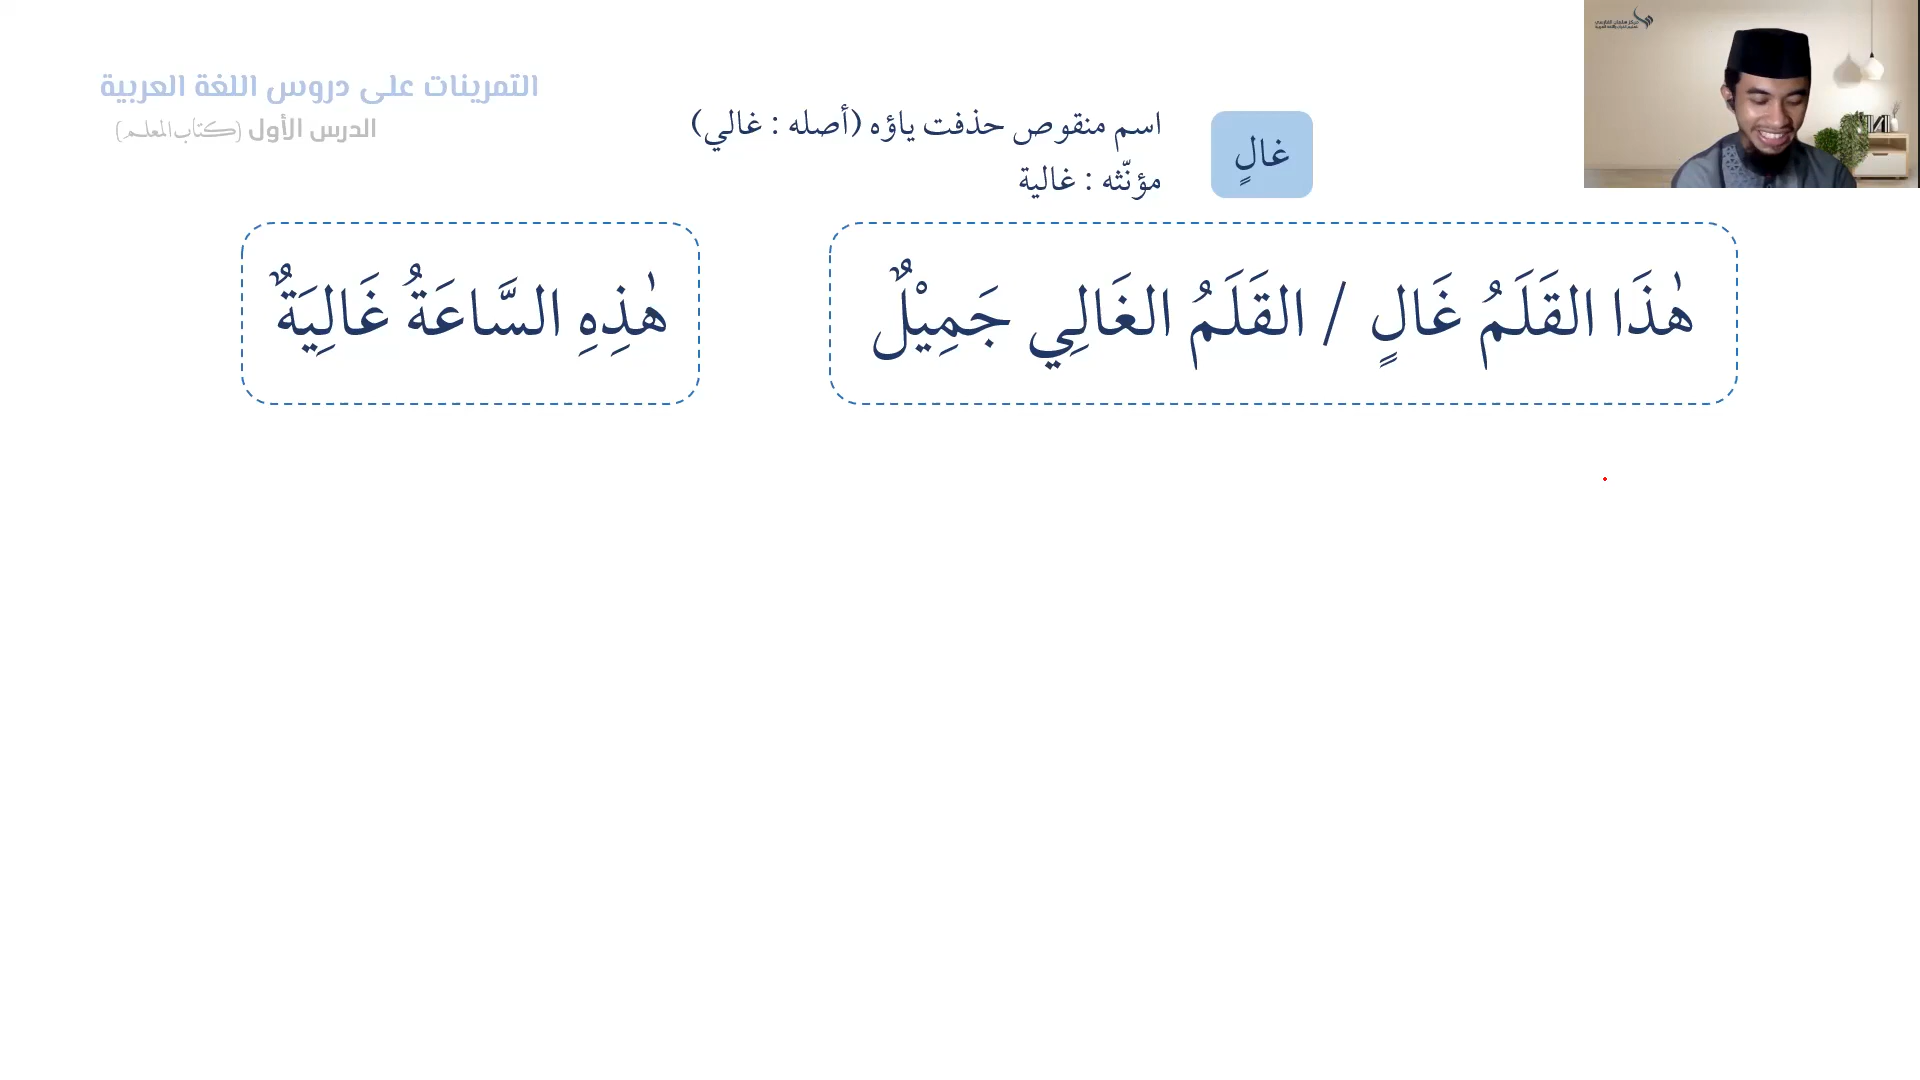 التمرينات على دروس اللغة العربية
الدرس الأول (كتاب المعلم)
غالٍ
اسم منقوص حذفت ياؤه (أصله : غالي)
مؤنّثه : غالية
هٰذَا القَلَمُ غَالٍ / القَلَمُ الغَالِي جَمِيْلٌ
هٰذِهِ السَّاعَةُ غَالِيَةٌ